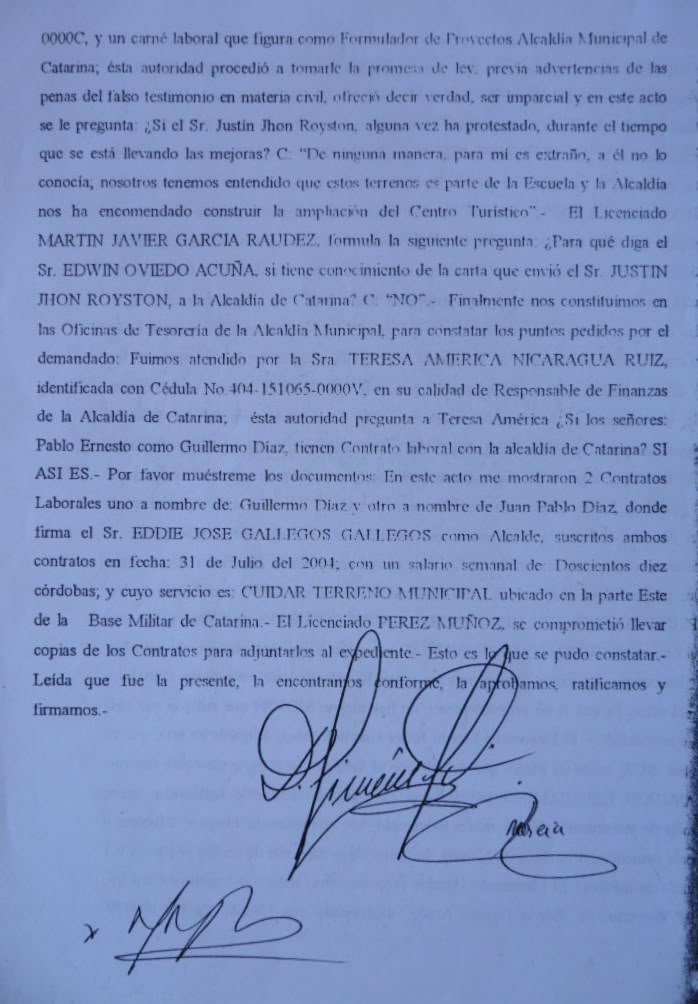 0000C, y un carné laboral que figura como Formulador de Proyectos Alcaldía Municipal de
Catarina; ésta autoridad procedió a tomarle la promesa de ley, previa advertencias de las
penas del falso testimonio en materia civil, ofreció decir verdad, ser imparcial y en este acto
se le pregunta: ¿Si el Sr. Justin Jhon Royston, alguna vez ha protestado, durante el tiempo
que se está llevando las mejoras? C: “De ninguna manera, para mí es extraño, a él no lo
conocía; nosotros tenemos entendido que estos terrenos es parte de la Escuela y la Alcaldía
nos ha encomendado construir la ampliación del Centro Turístico”.- El Licenciado
MARTIN JAVIER GARCIA RAUDEZ, formula la siguiente pregunta: ¿Para qué diga el
Sr. EDWIN OVIEDO ACUÑA, si tiene conocimiento de la carta que envió el Sr. JUSTIN
JHON ROYSTON, a la Alcaldía de Catarina? C: “NO”.- Finalmente nos constituimos en
las Oficinas de Tesorería de la Alcaldía Municipal, para constatar los puntos pedidos por el
demandado: Fuimos atendido por la Sra. TERESA AMERICA NICARAGUA RUIZ,
identificada con Cédula No.404-151065-0000V, en su calidad de Responsable de Finanzas
de la Alcaldía de Catarina; ésta autoridad pregunta a Teresa América ¿Si los señores:
Pablo Ernesto como Guillermo Díaz, tienen Contrato laboral con la alcaldía de Catarina? SI
ASI ES.- Por favor muéstreme los documentos: En este acto me mostraron 2 Contratos
Laborales uno a nombre de: Guillermo Díaz y otro a nombre de Juan Pablo Díaz, donde
firma el Sr. EDDIE JOSE GALLEGOS GALLEGOS como Alcalde, suscritos ambos
contratos en fecha: 31 de Julio del 2004; con un salario semanal de: Doscientos diez
córdobas; y cuyo servicio es: CUIDAR TERRENO MUNICIPAL ubicado en la parte Este
de la Base Militar de Catarina.- El Licenciado PEREZ MUÑOZ, se comprometió llevar
copias de los Contratos para adjuntarlos al expediente.- Esto es lo que se pudo constatar.-
Leída que fue la presente, la encontramos conforme, la aprobamos, ratificamos y
firmamos.-